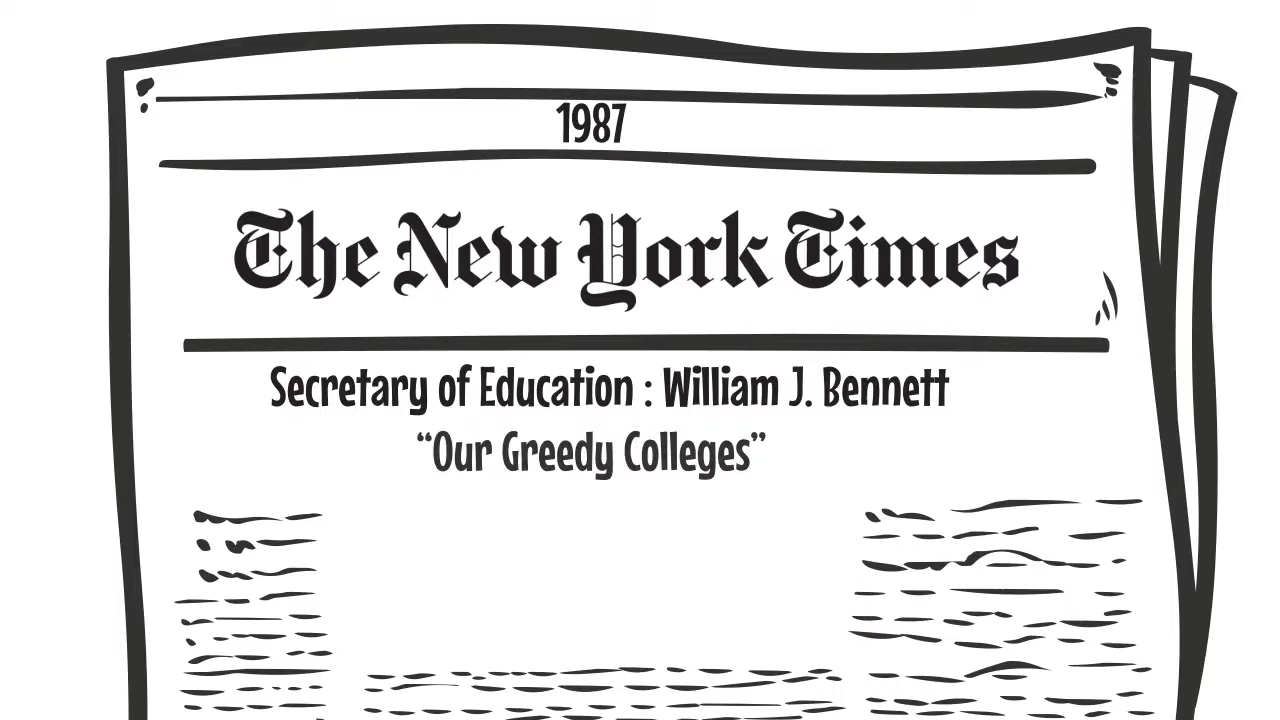 1987
The New York Times
Secretary of Education : William J. Bennett
“Our Greedy Colleges”